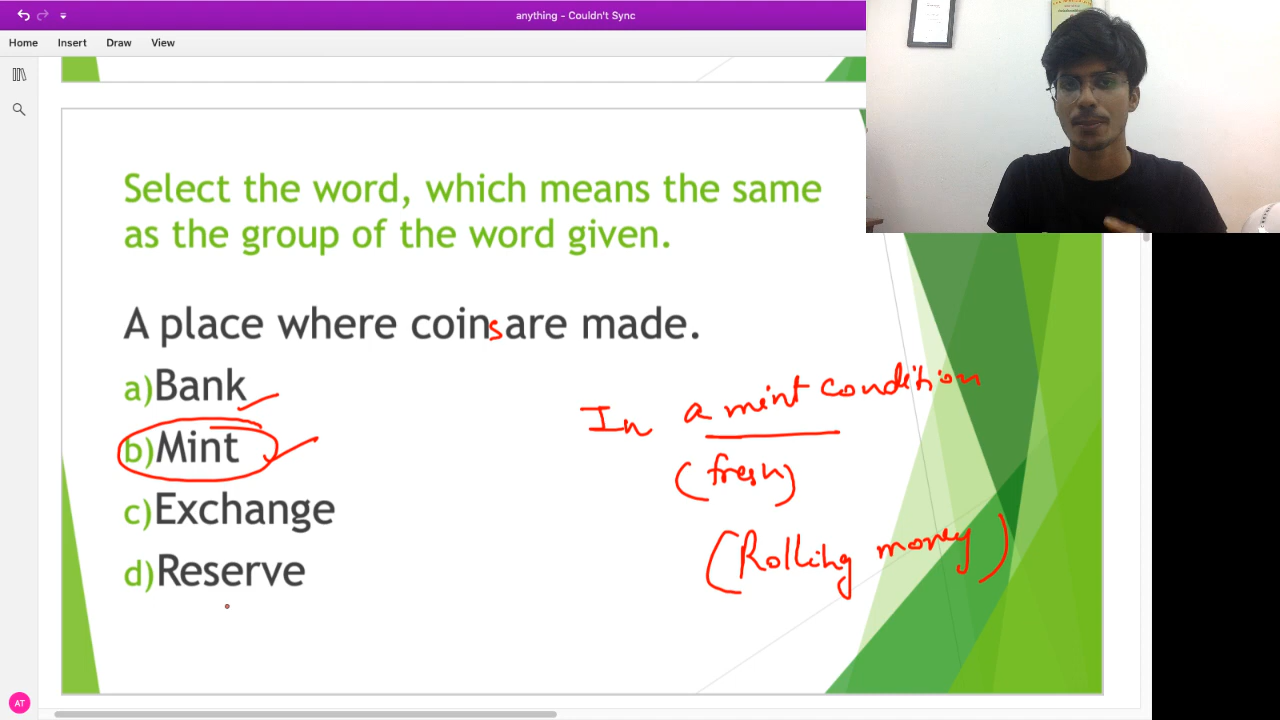 anything - Couldn't Sync
Home Insert Draw View
Select the word, which means the same
as the group of the word given.
A place where coins are made.
a)Bank
b)Mint
c)Exchange
d)Reserve
In a mint condition
(fresh)
(Rolling money)
AT